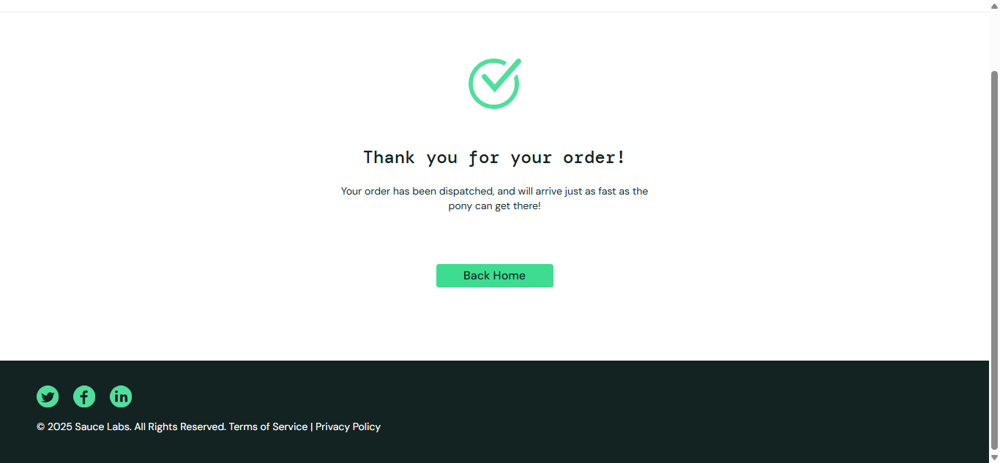 Thank you for your order!
Your order has been dispatched, and will arrive just as fast as the
pony can get there!
Back Home
© 2025 Sauce Labs. All Rights Reserved. Terms of Service | Privacy Policy